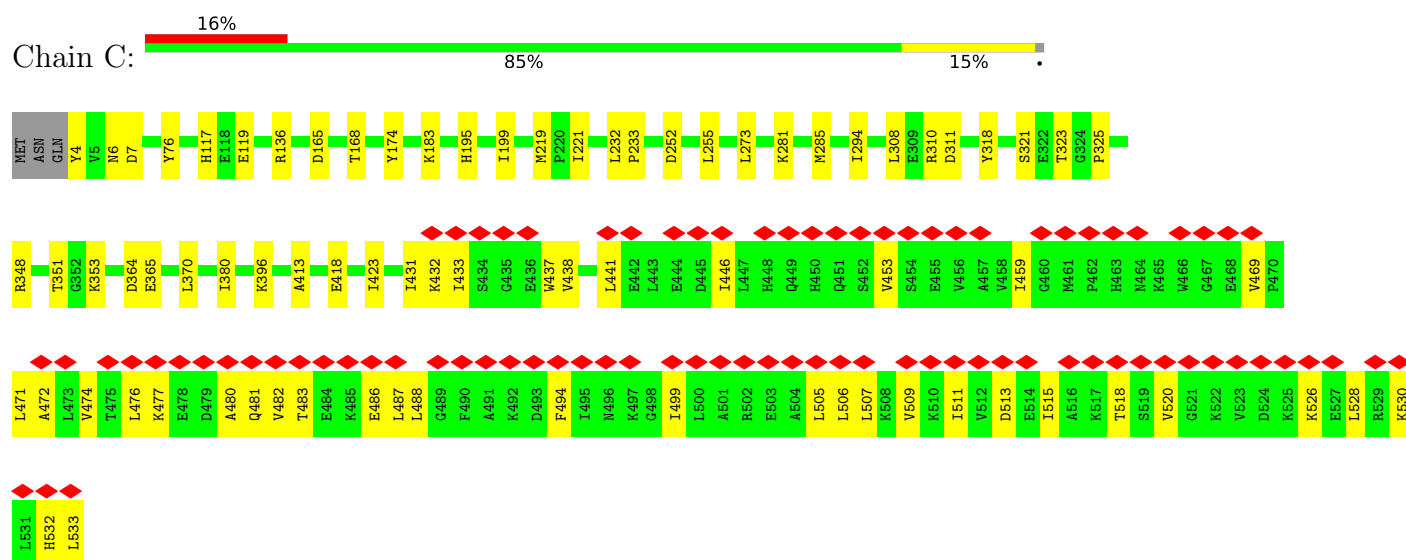 16%
Chain C:
85% 15% •
MET ASN GLN Y4 V5 N6 D7 Y76 H117 E118 E119 R136 D165 T168 Y174 K183 H195 I199 M219 P220 I221 L232 P233 D252 L255 L273 K281 M285 I294 L308 E309 R310 D311 Y318 S321 E322 T323 G324 P325
R348 T351 G352 K353 D364 E365 L370 I380 K396 A413 E418 I423 I431 K432 I433 S434 G435 E436 W437 V438 L441 E442 L443 E444 D445 I446 L447 H448 Q449 H450 Q451 S452 V453 S454 E455 V456 A457 V458 I459 G460 M461 P462 H463 N464 K465 W466 G467 E468 V469 P470
L471 A472 L473 V474 T475 L476 K477 E478 D479 A480 Q481 V482 T483 E484 K485 E486 L487 L488 G489 F490 A491 K492 D493 F494 I495 N496 K497 G498 I499 L500 A501 R502 E503 A504 L505 L506 L507 K508 V509 K510 I511 V512 D513 E514 I515 A516 K517 T518 S519 V520 G521 K522 V523 D524 K525 K526 E527 L528 R529 K530
L531 H532 L533